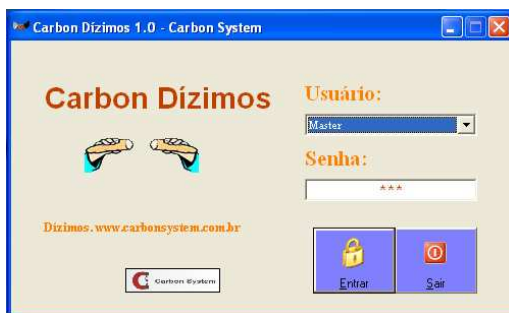 Carbon Dízimos 1.0 - Carbon System
Carbon Dízimos
Usuário:
Master
Senha:
***
Dizimos.www.carbonsystem.com.br
Carbon System
Entrar
Sair